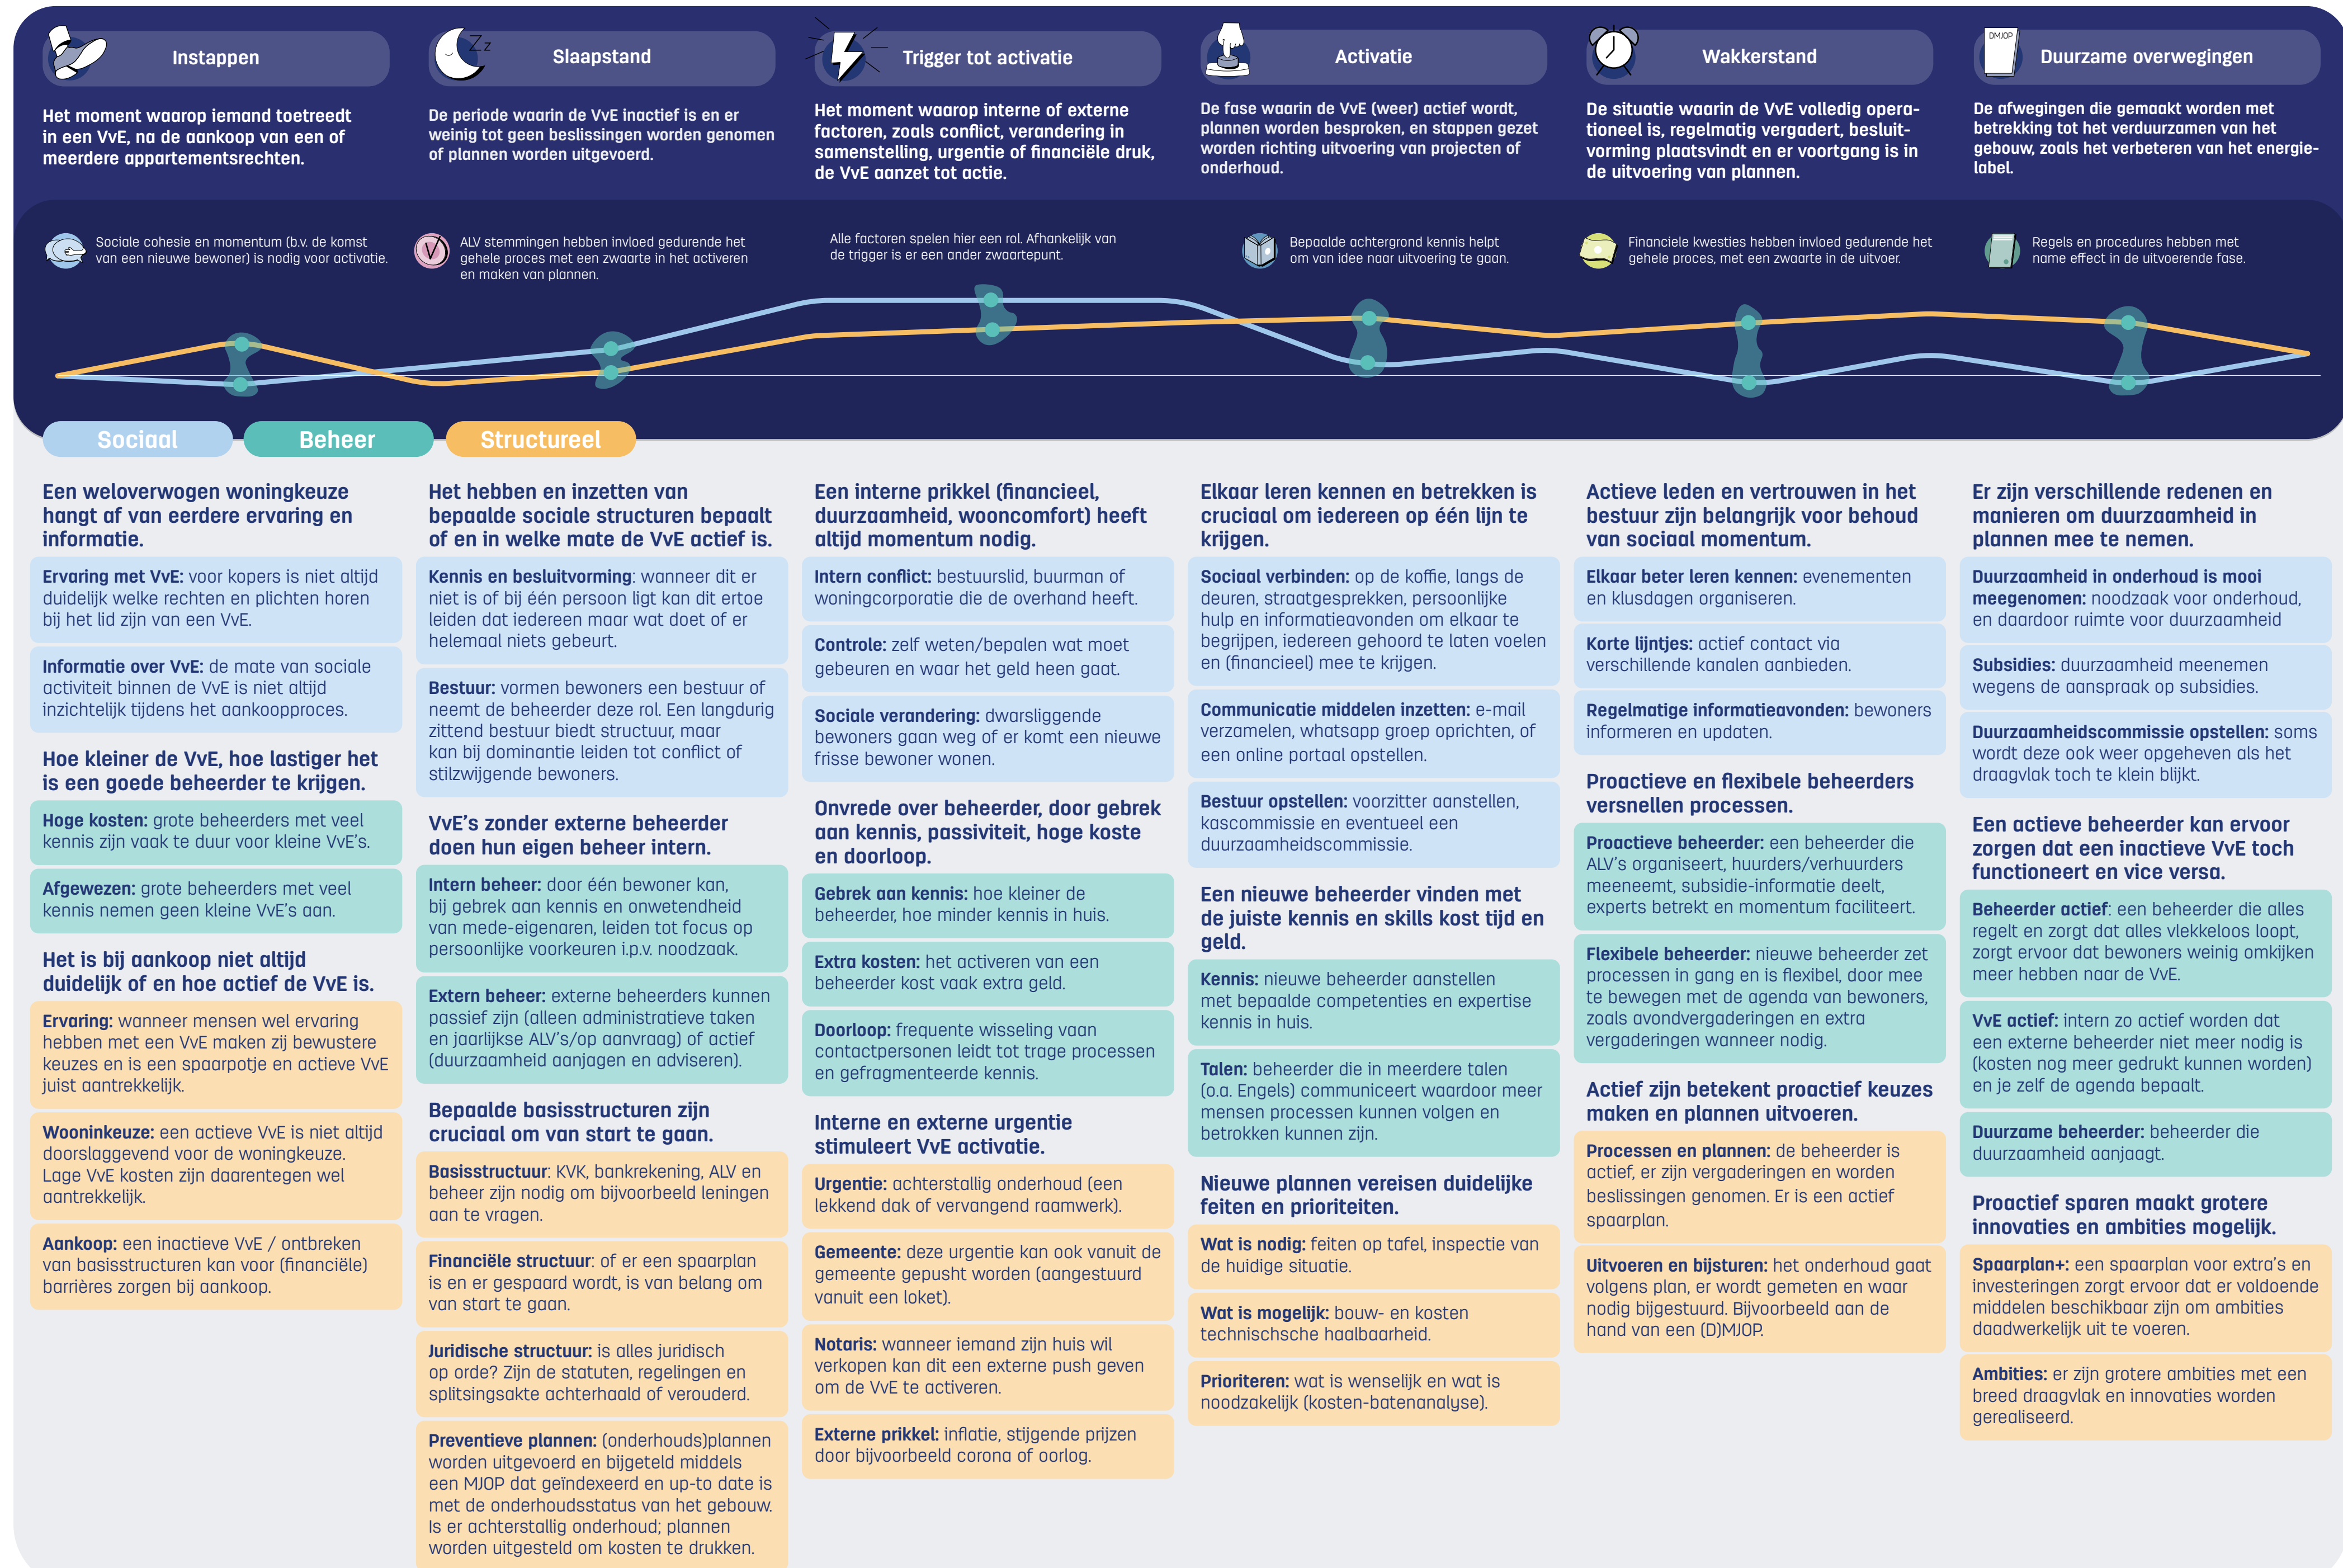 Instappen
Het moment waarop iemand toetreedt
in een VvE, na de aankoop van een of
meerdere appartementsrechten.
Zz
Slaapstand
De periode waarin de VvE inactief is en er
weinig tot geen beslissingen worden genomen
of plannen worden uitgevoerd.
Trigger tot activatie
Het moment waarop interne of externe
factoren, zoals conflict, verandering in
samenstelling, urgentie of financiële druk,
de VvE aanzet tot actie.
Activatie
De fase waarin de VvE (weer) actief wordt,
plannen worden besproken, en stappen gezet
worden richting uitvoering van projecten of
onderhoud.
Wakkerstand
De situatie waarin de VvE volledig opera-
tioneel is, regelmatig vergadert, besluit-
vorming plaatsvindt en er voortgang is in
de uitvoering van plannen.
DMJOP
Duurzame overwegingen
De afwegingen die gemaakt worden met
betrekking tot het verduurzamen van het
gebouw, zoals het verbeteren van het energie-
label.
Sociale cohesie en momentum (b.v. de komst
van een nieuwe bewoner) is nodig voor activatie.
V
ALV stemmingen hebben invloed gedurende het
gehele proces met een zwaarte in het activeren
en maken van plannen.
Alle factoren spelen hier een rol. Afhankelijk van
de trigger is er een ander zwaartepunt.
Bepaalde achtergrond kennis helpt
om van idee naar uitvoering te gaan.
Financiele kwesties hebben invloed gedurende het
gehele proces, met een zwaarte in de uitvoer.
Regels en procedures hebben met
name effect in de uitvoerende fase.
Sociaal
Beheer
Structureel
Een weloverwogen woningkeuze
hangt af van eerdere ervaring en
informatie.
Ervaring met VvE: voor kopers is niet altijd
duidelijk welke rechten en plichten horen
bij het lid zijn van een VvE.
Informatie over VvE: de mate van sociale
activiteit binnen de VvE is niet altijd
inzichtelijk tijdens het aankoopproces.
Hoe kleiner de VvE, hoe lastiger het
is een goede beheerder te krijgen.
Hoge kosten: grote beheerders met veel
kennis zijn vaak te duur voor kleine VvE's.
Afgewezen: grote beheerders met veel
kennis nemen geen kleine VvE's aan.
Het is bij aankoop niet altijd
duidelijk of en hoe actief de VvE is.
Ervaring: wanneer mensen wel ervaring
hebben met een VvE maken zij bewustere
keuzes en is een spaarpotje en actieve VvE
juist aantrekkelijk.
Wooninkeuze: een actieve VvE is niet altijd
doorslaggevend voor de woningkeuze.
Lage VvE kosten zijn daarentegen wel
aantrekkelijk.
Aankoop: een inactieve VvE / ontbreken
van basisstructuren kan voor (financiële)
barrières zorgen bij aankoop.
Het hebben en inzetten van
bepaalde sociale structuren bepaalt
of en in welke mate de VvE actief is.
Kennis en besluitvorming: wanneer dit er
niet is of bij één persoon ligt kan dit ertoe
leiden dat iedereen maar wat doet of er
helemaal niets gebeurt.
Bestuur: vormen bewoners een bestuur of
neemt de beheerder deze rol. Een langdurig
zittend bestuur biedt structuur, maar
kan bij dominantie leiden tot conflict of
stilzwijgende bewoners.
VvE's zonder externe beheerder
doen hun eigen beheer intern.
Intern beheer: door één bewoner kan,
bij gebrek aan kennis en onwetendheid
van mede-eigenaren, leiden tot focus op
persoonlijke voorkeuren i.p.v. noodzaak.
Extern beheer: externe beheerders kunnen
passief zijn (alleen administratieve taken
en jaarlijkse ALV's/op aanvraag) of actief
(duurzaamheid aanjagen en adviseren).
Bepaalde basisstructuren zijn
cruciaal om van start te gaan.
Basisstructuur: KVK, bankrekening, ALV en
beheer zijn nodig om bijvoorbeeld leningen
aan te vragen.
Financiële structuur: of er een spaarplan
is en er gespaard wordt, is van belang om
van start te gaan.
Juridische structuur: is alles juridisch
op orde? Zijn de statuten, regelingen en
splitsingsakte achterhaald of verouderd.
Preventieve plannen: (onderhouds)plannen
worden uitgevoerd en bijgeteld middels
een MJOP dat geïndexeerd en up-to date is
met de onderhoudsstatus van het gebouw.
Is er achterstallig onderhoud; plannen
worden uitgesteld om kosten te drukken.
Een interne prikkel (financieel,
duurzaamheid, wooncomfort) heeft
altijd momentum nodig.
Intern conflict: bestuurslid, buurman of
woningcorporatie die de overhand heeft.
Controle: zelf weten/bepalen wat moet
gebeuren en waar het geld heen gaat.
Sociale verandering: dwarsliggende
bewoners gaan weg of er komt een nieuwe
frisse bewoner wonen.
Onvrede over beheerder, door gebrek
aan kennis, passiviteit, hoge koste
en doorloop.
Gebrek aan kennis: hoe kleiner de
beheerder, hoe minder kennis in huis.
Extra kosten: het activeren van een
beheerder kost vaak extra geld.
Doorloop: frequente wisseling vaan
contactpersonen leidt tot trage processen
en gefragmenteerde kennis.
Interne en externe urgentie
stimuleert VvE activatie.
Urgentie: achterstallig onderhoud (een
lekkend dak of vervangend raamwerk).
Gemeente: deze urgentie kan ook vanuit de
gemeente gepusht worden (aangestuurd
vanuit een loket).
Notaris: wanneer iemand zijn huis wil
verkopen kan dit een externe push geven
om de VvE te activeren.
Externe prikkel: inflatie, stijgende prijzen
door bijvoorbeeld corona of oorlog.
Elkaar leren kennen en betrekken is
cruciaal om iedereen op één lijn te
krijgen.
Sociaal verbinden: op de koffie, langs de
deuren, straatgesprekken, persoonlijke
hulp en informatieavonden om elkaar te
begrijpen, iedereen gehoord te laten voelen
en (financieel) mee te krijgen.
Communicatie middelen inzetten: e-mail
verzamelen, whatsapp groep oprichten, of
een online portaal opstellen.
Bestuur opstellen: voorzitter aanstellen,
kascommissie en eventueel een
duurzaamheidscommissie.
Een nieuwe beheerder vinden met
de juiste kennis en skills kost tijd en
geld.
Kennis: nieuwe beheerder aanstellen
met bepaalde competenties en expertise
kennis in huis.
Talen: beheerder die in meerdere talen
(o.a. Engels) communiceert waardoor meer
mensen processen kunnen volgen en
betrokken kunnen zijn.
Nieuwe plannen vereisen duidelijke
feiten en prioriteiten.
Wat is nodig: feiten op tafel, inspectie van
de huidige situatie.
Wat is mogelijk: bouw- en kosten
technischsche haalbaarheid.
Prioriteren: wat is wenselijk en wat is
noodzakelijk (kosten-batenanalyse).
Actieve leden en vertrouwen in het
bestuur zijn belangrijk voor behoud
van sociaal momentum.
Elkaar beter leren kennen: evenementen
en klusdagen organiseren.
Korte lijntjes: actief contact via
verschillende kanalen aanbieden.
Regelmatige informatieavonden: bewoners
informeren en updaten.
Proactieve en flexibele beheerders
versnellen processen.
Proactieve beheerder: een beheerder die
ALV's organiseert, huurders/verhuurders
meeneemt, subsidie-informatie deelt,
experts betrekt en momentum faciliteert.
Flexibele beheerder: nieuwe beheerder zet
processen in gang en is flexibel, door mee
te bewegen met de agenda van bewoners,
zoals avondvergaderingen en extra
vergaderingen wanneer nodig.
Actief zijn betekent proactief keuzes
maken en plannen uitvoeren.
Processen en plannen: de beheerder is
actief, er zijn vergaderingen en worden
beslissingen genomen. Er is een actief
spaarplan.
Uitvoeren en bijsturen: het onderhoud gaat
volgens plan, er wordt gemeten en waar
nodig bijgestuurd. Bijvoorbeeld aan de
hand van een (D)MJOP.
Er zijn verschillende redenen en
manieren om duurzaamheid in
plannen mee te nemen.
Duurzaamheid in onderhoud is mooi
meegenomen: noodzaak voor onderhoud,
en daardoor ruimte voor duurzaamheid
Subsidies: duurzaamheid meenemen
wegens de aanspraak op subsidies.
Duurzaamheidscommissie opstellen: soms
wordt deze ook weer opgeheven als het
draagvlak toch te klein blijkt.
Een actieve beheerder kan ervoor
zorgen dat een inactieve VvE toch
functioneert en vice versa.
Beheerder actief: een beheerder die alles
regelt en zorgt dat alles vlekkeloos loopt,
zorgt ervoor dat bewoners weinig omkijken
meer hebben naar de VvE.
VvE actief: intern zo actief worden dat
een externe beheerder niet meer nodig is
(kosten nog meer gedrukt kunnen worden)
en je zelf de agenda bepaalt.
Duurzame beheerder: beheerder die
duurzaamheid aanjaagt.
Proactief sparen maakt grotere
innovaties en ambities mogelijk.
Spaarplan+: een spaarplan voor extra's en
investeringen zorgt ervoor dat er voldoende
middelen beschikbaar zijn om ambities
daadwerkelijk uit te voeren.
Ambities: er zijn grotere ambities met een
breed draagvlak en innovaties worden
gerealiseerd.